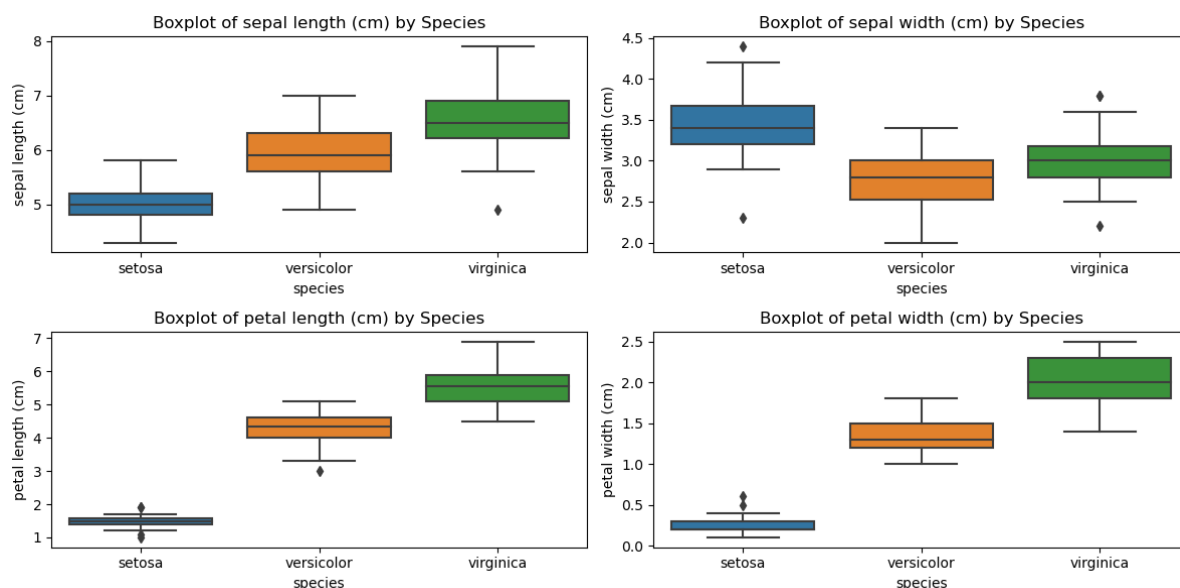 Boxplot of sepal length (cm) by Species
8
7
6
5
sepal length (cm)
setosa versicolor virginica
species
Boxplot of sepal width (cm) by Species
4.5
4.0
3.5
3.0
2.5
2.0
sepal width (cm)
setosa versicolor virginica
species
Boxplot of petal length (cm) by Species
7
6
5
4
3
2
1
petal length (cm)
setosa versicolor virginica
species
Boxplot of petal width (cm) by Species
2.5
2.0
1.5
1.0
0.5
0.0
petal width (cm)
setosa versicolor virginica
species